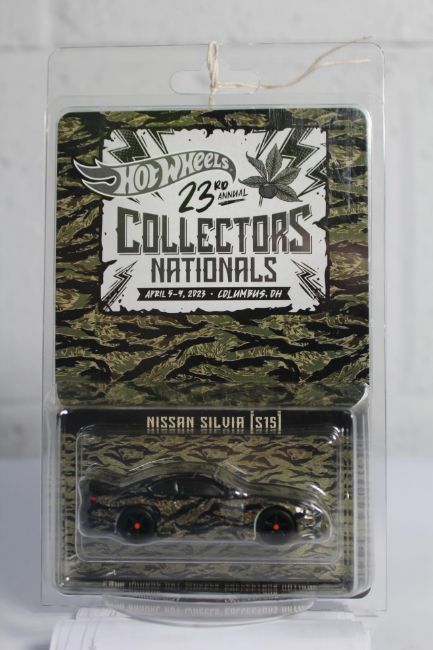 HOT WHEELS
23RD
ANNUAL
COLLECTORS
NATIONALS
APRIL 5-9, 2023 • COLUMBUS, OH
NISSAN SILVIA [S15]